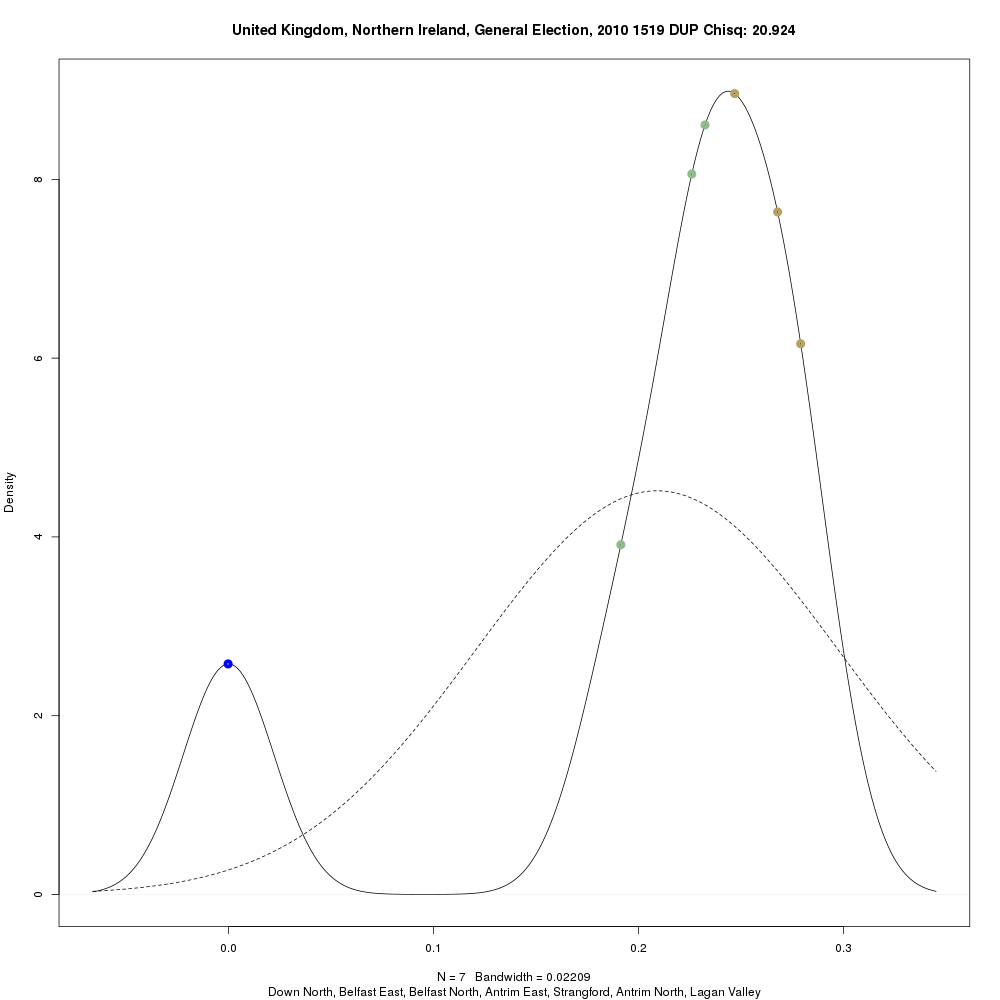 United Kingdom, Northern Ireland, General Election, 2010 1519 DUP Chisq: 20.924
Density
8
6
4
2
0
0.0 0.1 0.2 0.3
N = 7 Bandwidth = 0.02209
Down North, Belfast East, Belfast North, Antrim East, Strangford, Antrim North, Lagan Valley